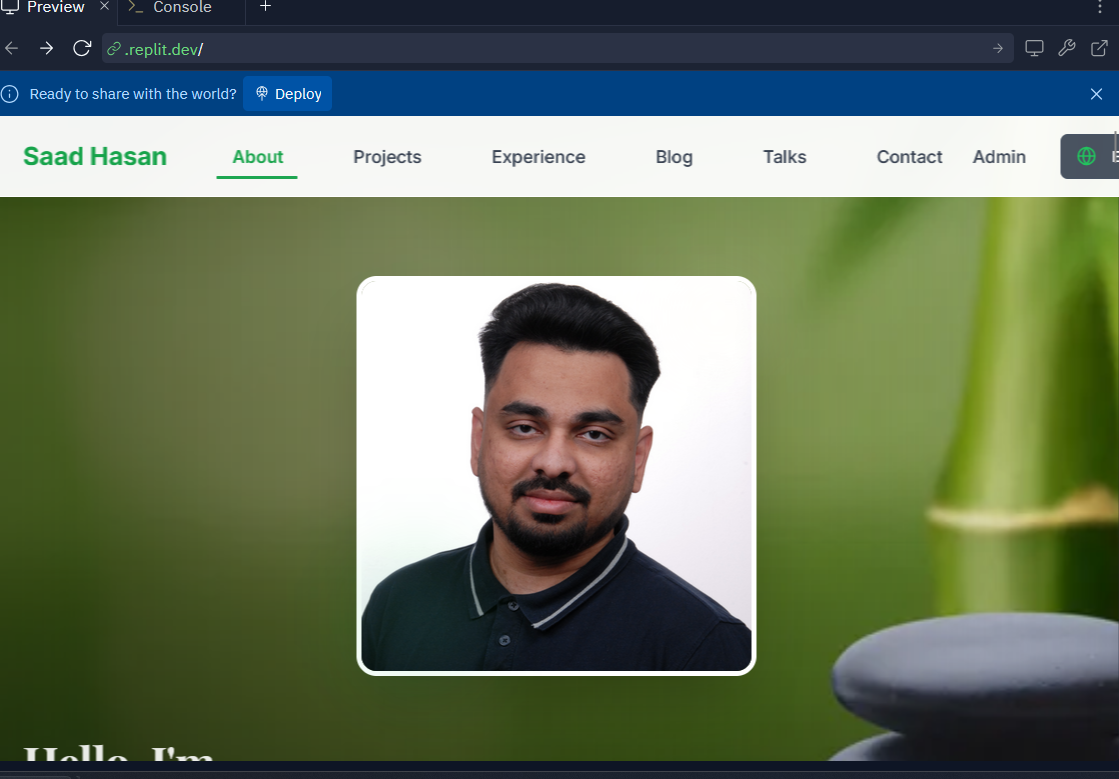 Preview Console
.replit.dev/
Ready to share with the world? Deploy
Saad Hasan About Projects Experience Blog Talks Contact Admin
Hello, I'm